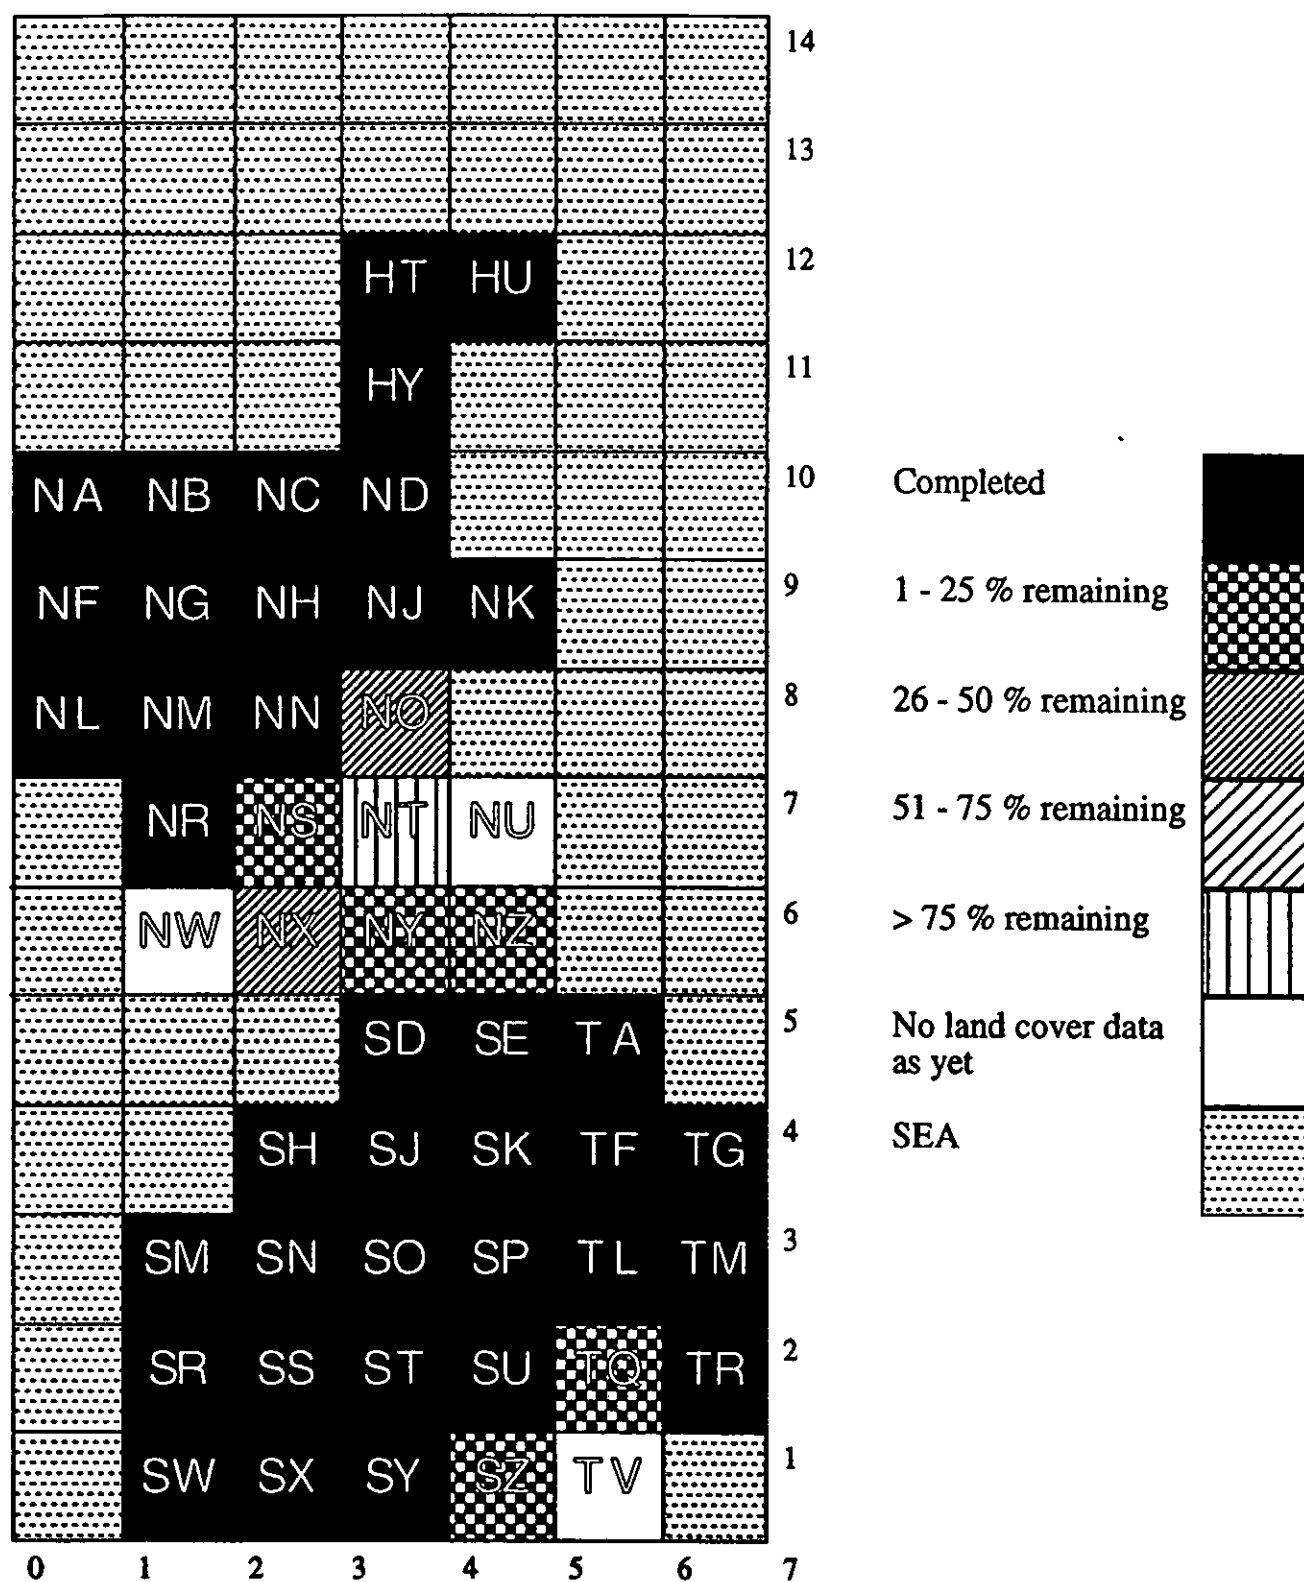 14
13
HT HU 12
HY 11
NA NB NC ND 10
NF NG NH NJ NK 9
NL NM NN NO 8
NR NS NT NU 7
NW NX NY NZ 6
SD SE TA 5
SH SJ SK TF TG 4
SM SN SO SP TL TM 3
SR SS ST SU TQ TR 2
SW SX SY SZ TV 1
0 1 2 3 4 5 6 7
Completed
1 - 25 % remaining
26 - 50 % remaining
51 - 75 % remaining
> 75 % remaining
No land cover data
as yet
SEA